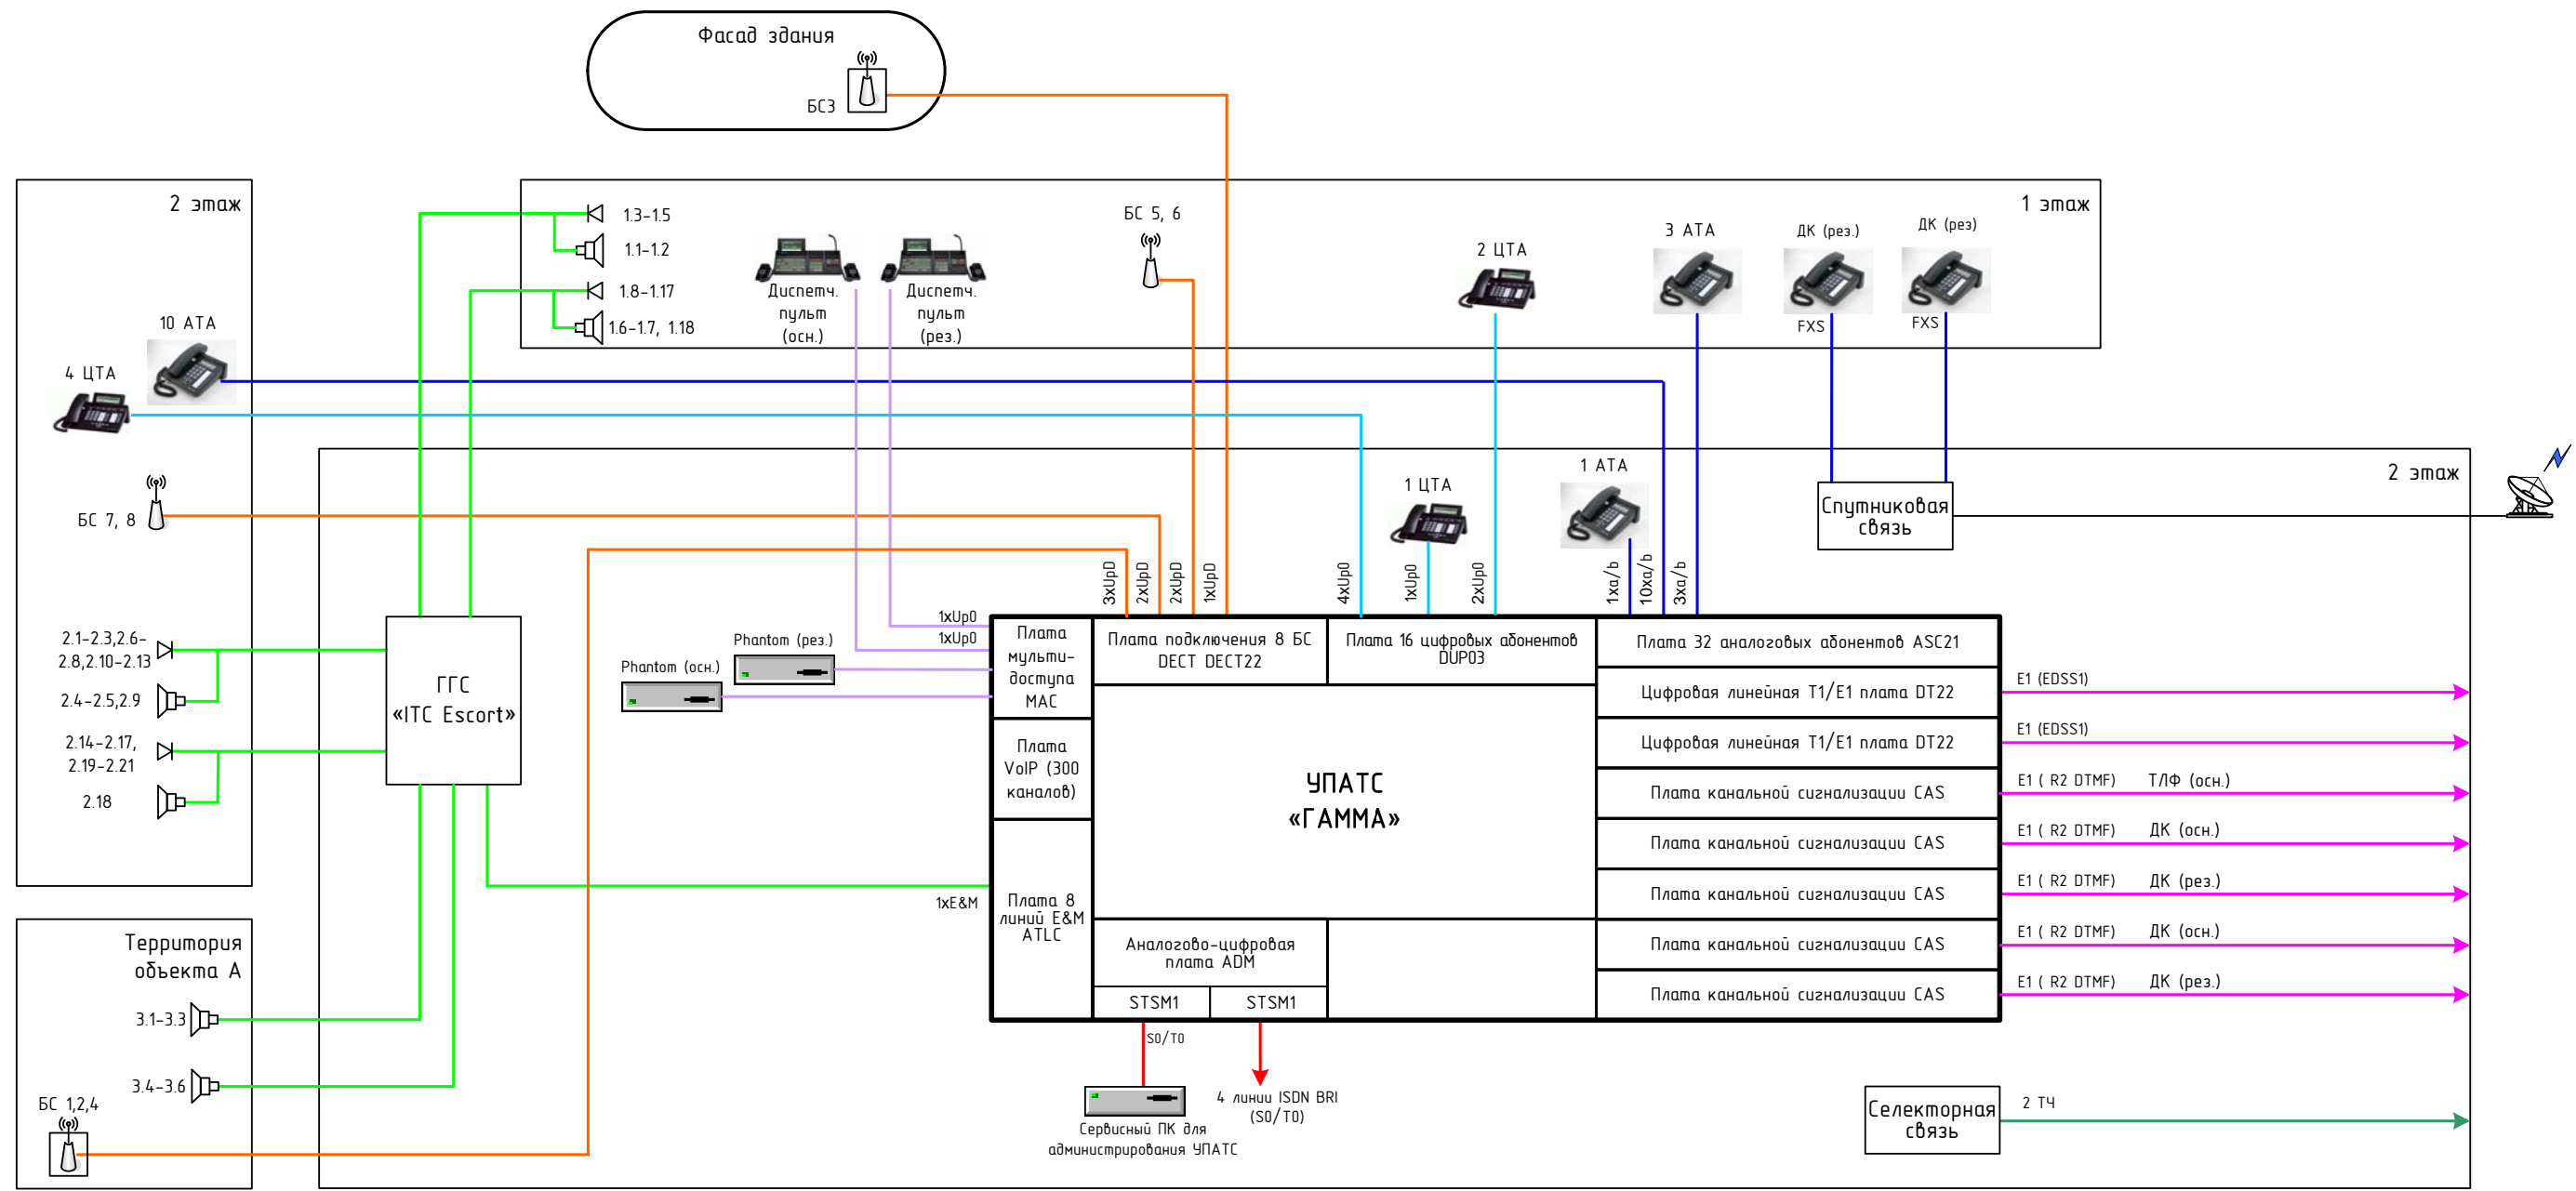 Фасад здания
БС3
2 этаж
10 АТА
4 ЦТА
БС 7, 8
2.1-2.3,2.6-
2.8,2.10-2.13
2.4-2.5,2.9
2.14-2.17,
2.19-2.21
2.18
Территория
объекта А
3.1-3.3
3.4-3.6
БС 1,2,4
1 этаж
1.3-1.5
1.1-1.2
1.8-1.17
1.6-1.7, 1.18
Диспетч.
пульт
(осн.)
Диспетч.
пульт
(рез.)
БС 5, 6
2 ЦТА
3 АТА
ДК (рез.)
FXS
ДК (рез)
FXS
2 этаж
1 ЦТА
1 АТА
Спутниковая
связь
ГГС
«ITC Escort»
Phantom (рез.)
Phantom (осн.)
1xUp0
1xUp0
3xUpD
2xUpD
2xUpD
1xUpD
4xUp0
1xUp0
2xUp0
1xa/b
10xa/b
3xa/b
Плата
мульти-
доступа
MAC
Плата подключения 8 БС
DECT DECT22
Плата 16 цифровых абонентов
DUP03
Плата 32 аналоговых абонентов ASC21
Цифровая линейная T1/E1 плата DT22
Цифровая линейная T1/E1 плата DT22
Плата канальной сигнализации CAS
Плата канальной сигнализации CAS
Плата канальной сигнализации CAS
Плата канальной сигнализации CAS
Плата канальной сигнализации CAS
Плата
VoIP (300
каналов)
УПАТС
«ГАММА»
1xE&M
Плата 8
линий E&M
ATLC
Аналогово-цифровая
плата ADM
STSM1
STSM1
S0/T0
Сервисный ПК для
администрирования УПАТС
4 линии ISDN BRI
(S0/T0)
E1 (EDSS1)
E1 (EDSS1)
E1 ( R2 DTMF) ТЛФ (осн.)
E1 ( R2 DTMF) ДК (осн.)
E1 ( R2 DTMF) ДК (рез.)
E1 ( R2 DTMF) ДК (осн.)
E1 ( R2 DTMF) ДК (рез.)
Селекторная
связь
2 ТЧ